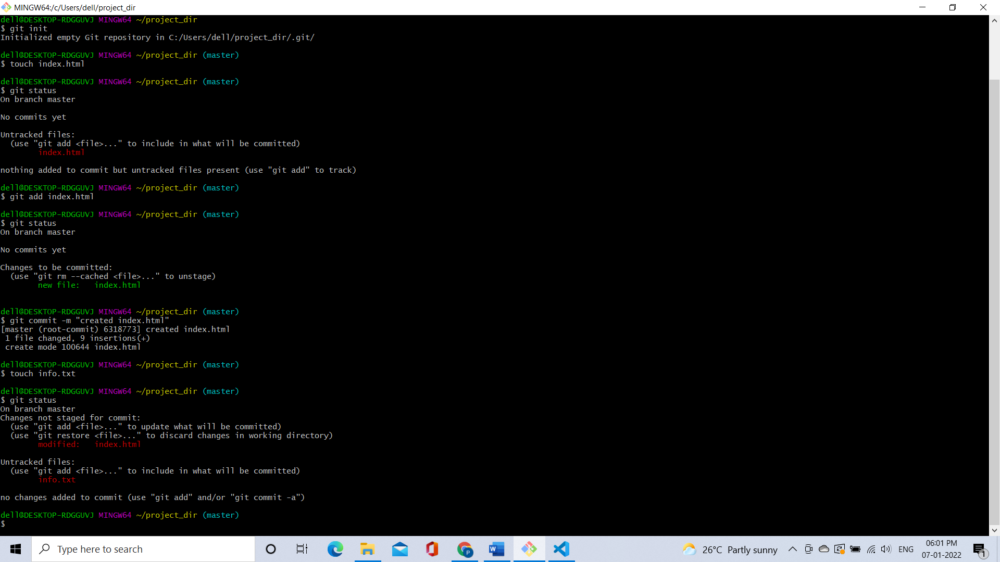 MINGW64:/c/Users/dell/project_dir
dell@DESKTOP-RDGGUVJ MINGW64 ~/project_dir
$ git init
Initialized empty Git repository in C:/Users/dell/project_dir/.git/
dell@DESKTOP-RDGGUVJ MINGW64 ~/project_dir (master)
$ touch index.html
dell@DESKTOP-RDGGUVJ MINGW64 ~/project_dir (master)
$ git status
On branch master
No commits yet
Untracked files:
  (use "git add <file>..." to include in what will be committed)
        index.html
nothing added to commit but untracked files present (use "git add" to track)
dell@DESKTOP-RDGGUVJ MINGW64 ~/project_dir (master)
$ git add index.html
dell@DESKTOP-RDGGUVJ MINGW64 ~/project_dir (master)
$ git status
On branch master
No commits yet
Changes to be committed:
  (use "git rm --cached <file>..." to unstage)
        new file:   index.html
dell@DESKTOP-RDGGUVJ MINGW64 ~/project_dir (master)
$ git commit -m "created index.html"
[master (root-commit) 6318773] created index.html
 1 file changed, 9 insertions(+)
 create mode 100644 index.html
dell@DESKTOP-RDGGUVJ MINGW64 ~/project_dir (master)
$ touch info.txt
dell@DESKTOP-RDGGUVJ MINGW64 ~/project_dir (master)
$ git status
On branch master
Changes not staged for commit:
  (use "git add <file>..." to update what will be committed)
  (use "git restore <file>..." to discard changes in working directory)
        modified:   index.html
Untracked files:
  (use "git add <file>..." to include in what will be committed)
        info.txt
no changes added to commit (use "git add" and/or "git commit -a")
dell@DESKTOP-RDGGUVJ MINGW64 ~/project_dir (master)
$
Type here to search
W
P
26°C Partly sunny
ENG
06:01 PM
07-01-2022
1